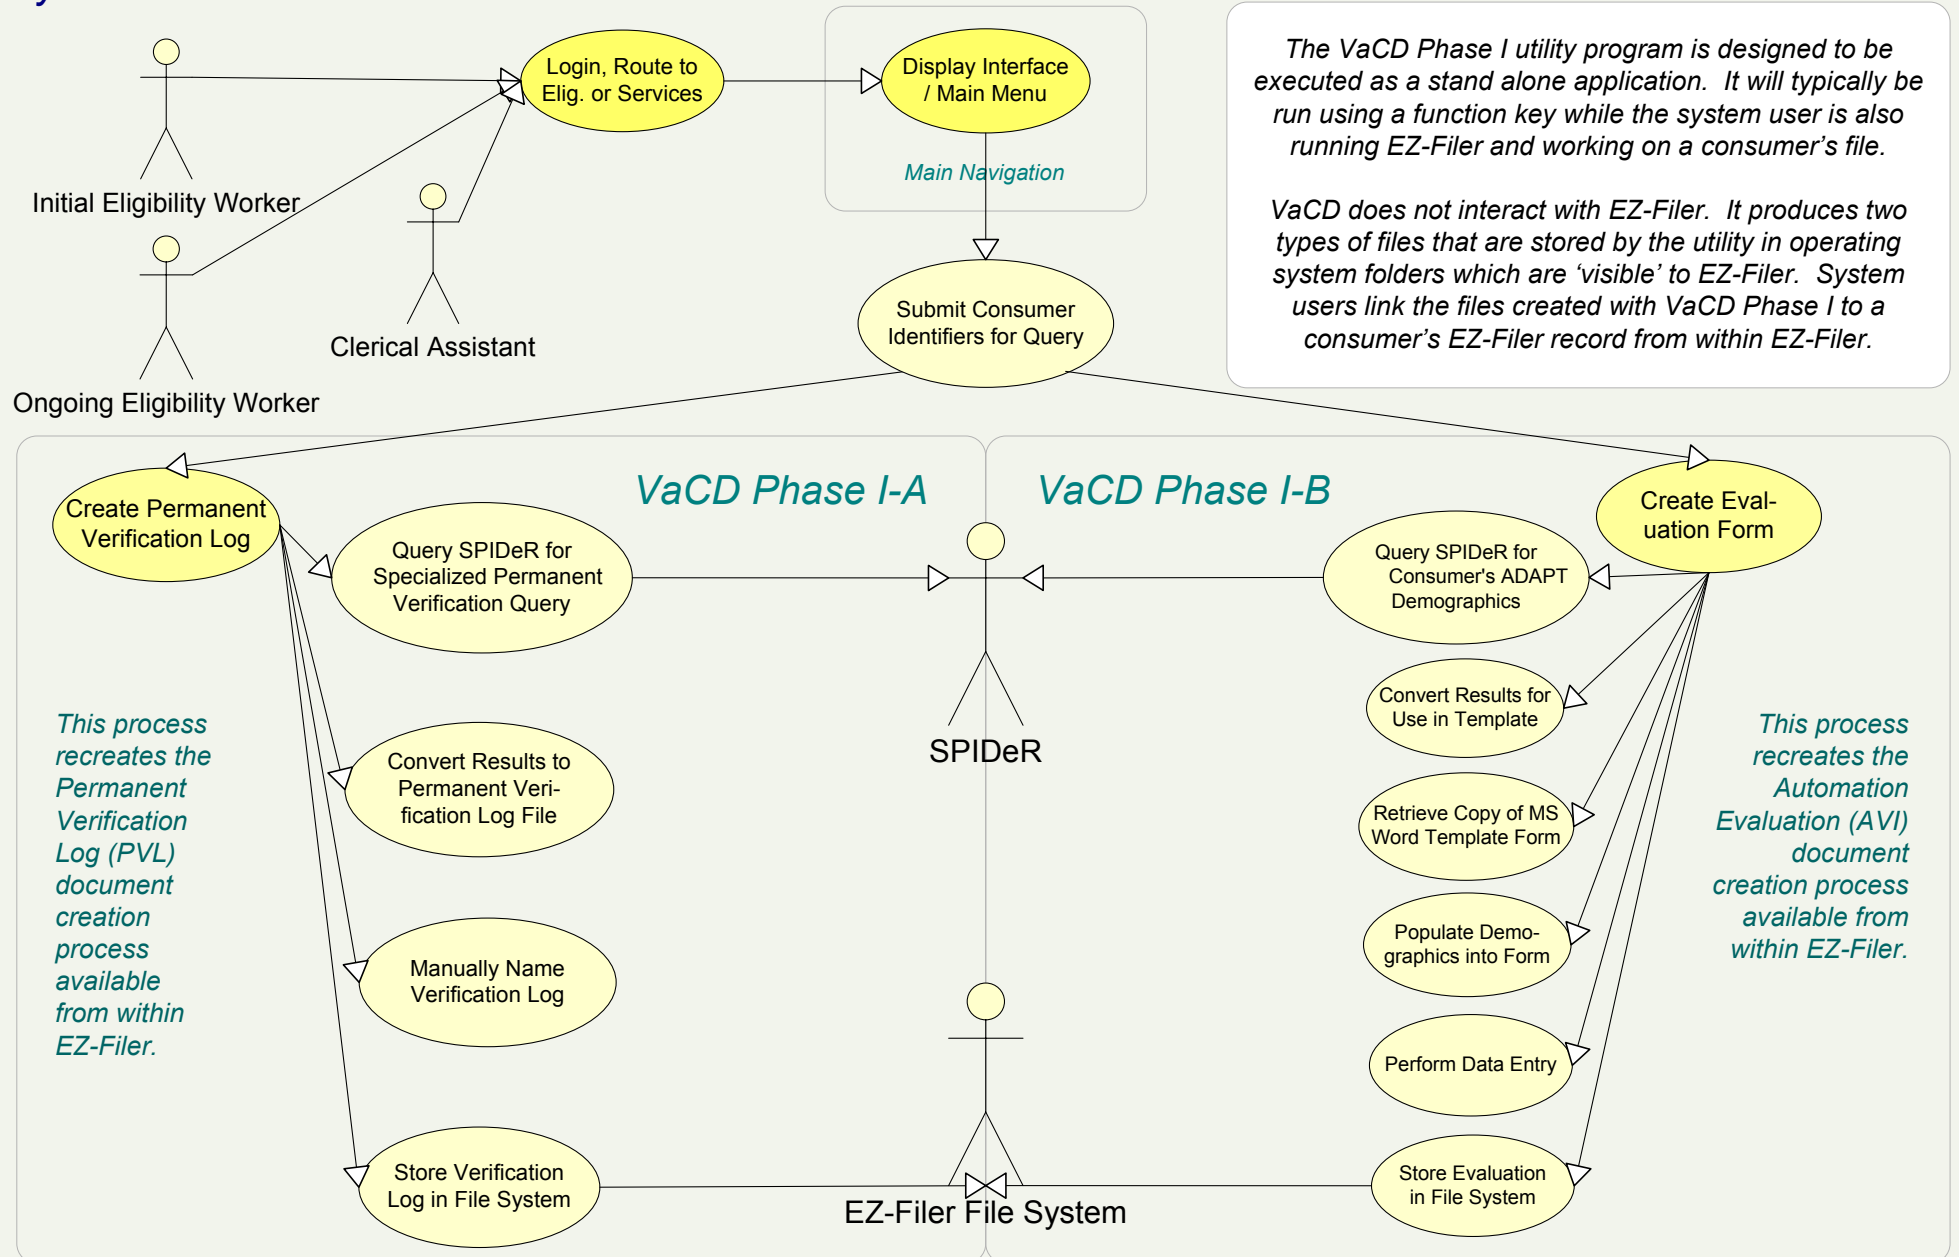 Login, Route to
Elig. or Services
Display Interface
/ Main Menu
Main Navigation
The VaCD Phase I utility program is designed to be
executed as a stand alone application. It will typically be
run using a function key while the system user is also
running EZ-Filer and working on a consumer's file.
VaCD does not interact with EZ-Filer. It produces two
types of files that are stored by the utility in operating
system folders which are ‘visible’ to EZ-Filer. System
users link the files created with VaCD Phase I to a
consumer’s EZ-Filer record from within EZ-Filer.
Initial Eligibility Worker
Clerical Assistant
Ongoing Eligibility Worker
Submit Consumer
Identifiers for Query
VaCD Phase I-A
VaCD Phase I-B
Create Permanent
Verification Log
Query SPIDeR for
Specialized Permanent
Verification Query
Convert Results to
Permanent Veri-
fication Log File
Manually Name
Verification Log
Store Verification
Log in File System
This process
recreates the
Permanent
Verification
Log (PVL)
document
creation
process
available
from within
EZ-Filer.
SPIDeR
EZ-Filer File System
Create Eval-
uation Form
Query SPIDeR for
Consumer's ADAPT
Demographics
Convert Results for
Use in Template
Retrieve Copy of MS
Word Template Form
Populate Demo-
graphics into Form
Perform Data Entry
Store Evaluation
in File System
This process
recreates the
Automation
Evaluation (AVI)
document
creation process
available from
within EZ-Filer.